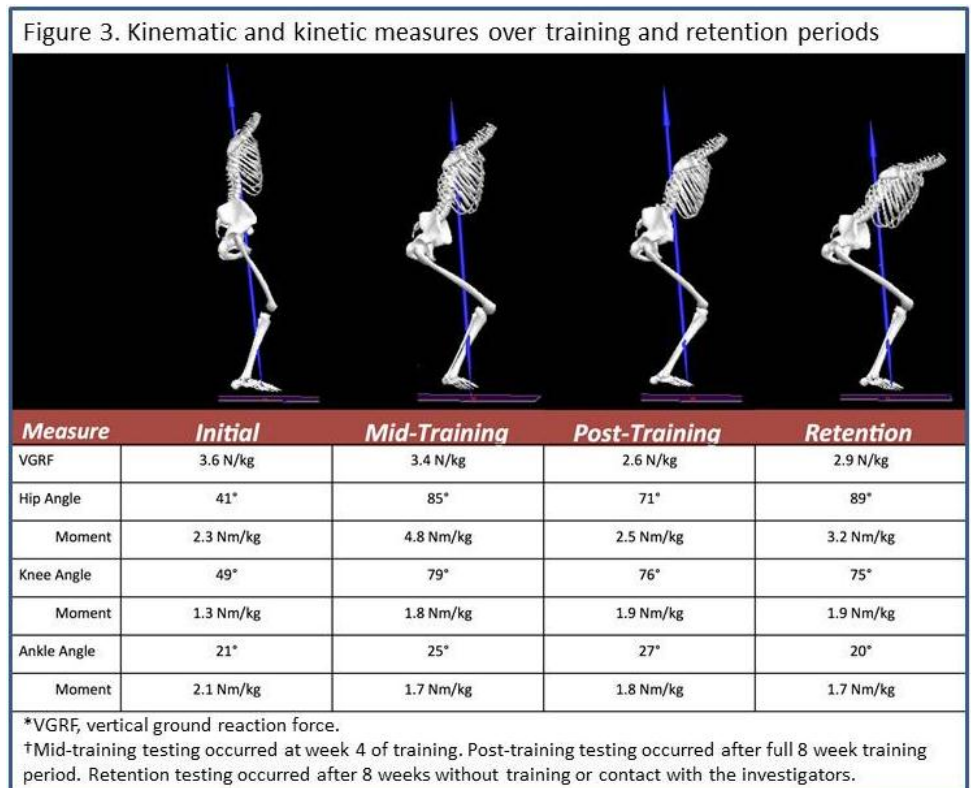 Figure 3. Kinematic and kinetic measures over training and retention periods
Measure Initial Mid-Training Post-Training Retention
VGRF 3.6 N/kg 3.4 N/kg 2.6 N/kg 2.9 N/kg
Hip Angle 41° 85° 71° 89°
Moment 2.3 Nm/kg 4.8 Nm/kg 2.5 Nm/kg 3.2 Nm/kg
Knee Angle 49° 79° 76° 75°
Moment 1.3 Nm/kg 1.8 Nm/kg 1.9 Nm/kg 1.9 Nm/kg
Ankle Angle 21° 25° 27° 20°
Moment 2.1 Nm/kg 1.7 Nm/kg 1.8 Nm/kg 1.7 Nm/kg
*VGRF, vertical ground reaction force.
†Mid-training testing occurred at week 4 of training. Post-training testing occurred after full 8 week training
period. Retention testing occurred after 8 weeks without training or contact with the investigators.